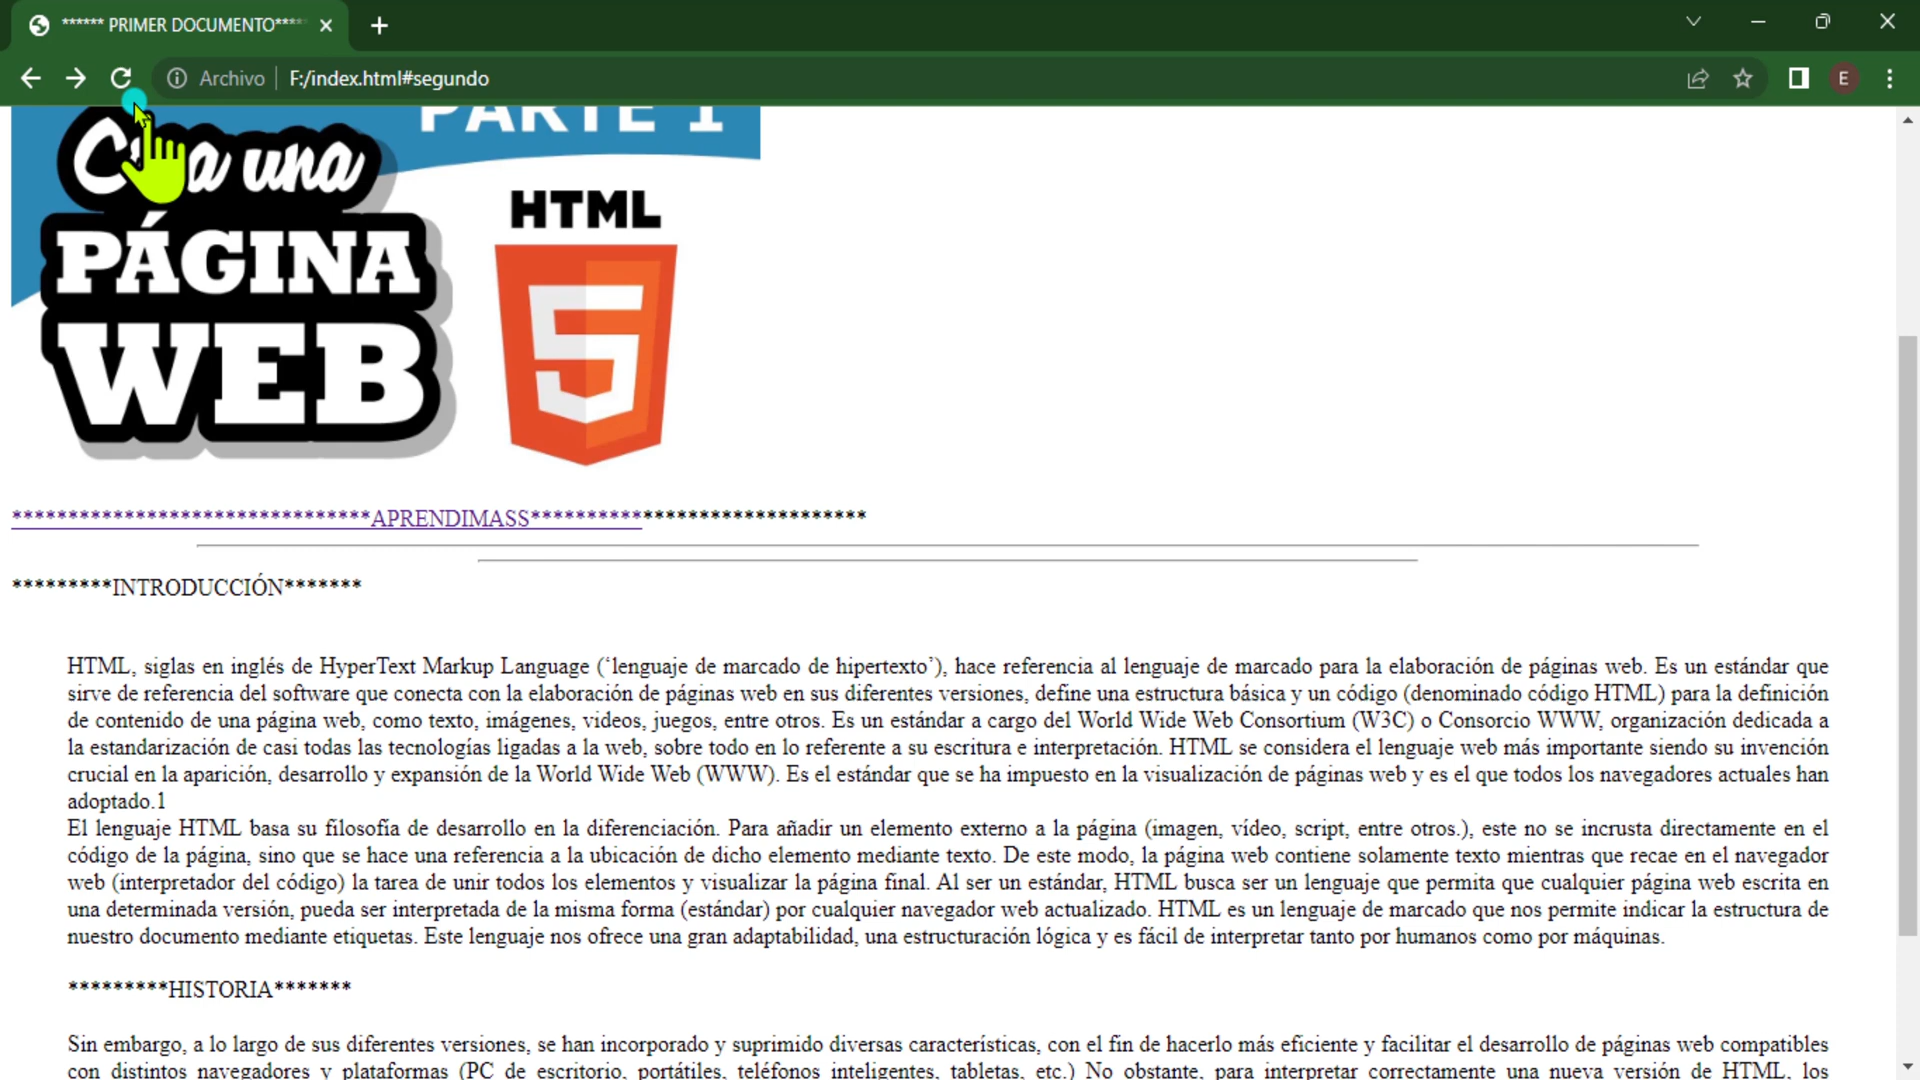 ****** PRIMER DOCUMENTO****
Archivo F:/index.html#segundo
E
PARTE 1
una
PÁGINA
WEB
HTML
5
********************************APRENDIMASS******************************
*********INTRODUCCIÓN*******
HTML, siglas en inglés de HyperText Markup Language (‘lenguaje de marcado de hipertexto’), hace referencia al lenguaje de marcado para la elaboración de páginas web. Es un estándar que
sirve de referencia del software que conecta con la elaboración de páginas web en sus diferentes versiones, define una estructura básica y un código (denominado código HTML) para la definición
de contenido de una página web, como texto, imágenes, videos, juegos, entre otros. Es un estándar a cargo del World Wide Web Consortium (W3C) o Consorcio WWW, organización dedicada a
la estandarización de casi todas las tecnologías ligadas a la web, sobre todo en lo referente a su escritura e interpretación. HTML se considera el lenguaje web más importante siendo su invención
crucial en la aparición, desarrollo y expansión de la World Wide Web (WWW). Es el estándar que se ha impuesto en la visualización de páginas web y es el que todos los navegadores actuales han
adoptado.1
El lenguaje HTML basa su filosofía de desarrollo en la diferenciación. Para añadir un elemento externo a la página (imagen, vídeo, script, entre otros.), este no se incrusta directamente en el
código de la página, sino que se hace una referencia a la ubicación de dicho elemento mediante texto. De este modo, la página web contiene solamente texto mientras que recae en el navegador
web (interpretador del código) la tarea de unir todos los elementos y visualizar la página final. Al ser un estándar, HTML busca ser un lenguaje que permita que cualquier página web escrita en
una determinada versión, pueda ser interpretada de la misma forma (estándar) por cualquier navegador web actualizado. HTML es un lenguaje de marcado que nos permite indicar la estructura de
nuestro documento mediante etiquetas. Este lenguaje nos ofrece una gran adaptabilidad, una estructuración lógica y es fácil de interpretar tanto por humanos como por máquinas.
*********HISTORIA*******
Sin embargo, a lo largo de sus diferentes versiones, se han incorporado y suprimido diversas características, con el fin de hacerlo más eficiente y facilitar el desarrollo de páginas web compatibles
con distintos navegadores y plataformas (PC de escritorio, portátiles, teléfonos inteligentes, tabletas, etc.) No obstante, para interpretar correctamente una nueva versión de HTML, los